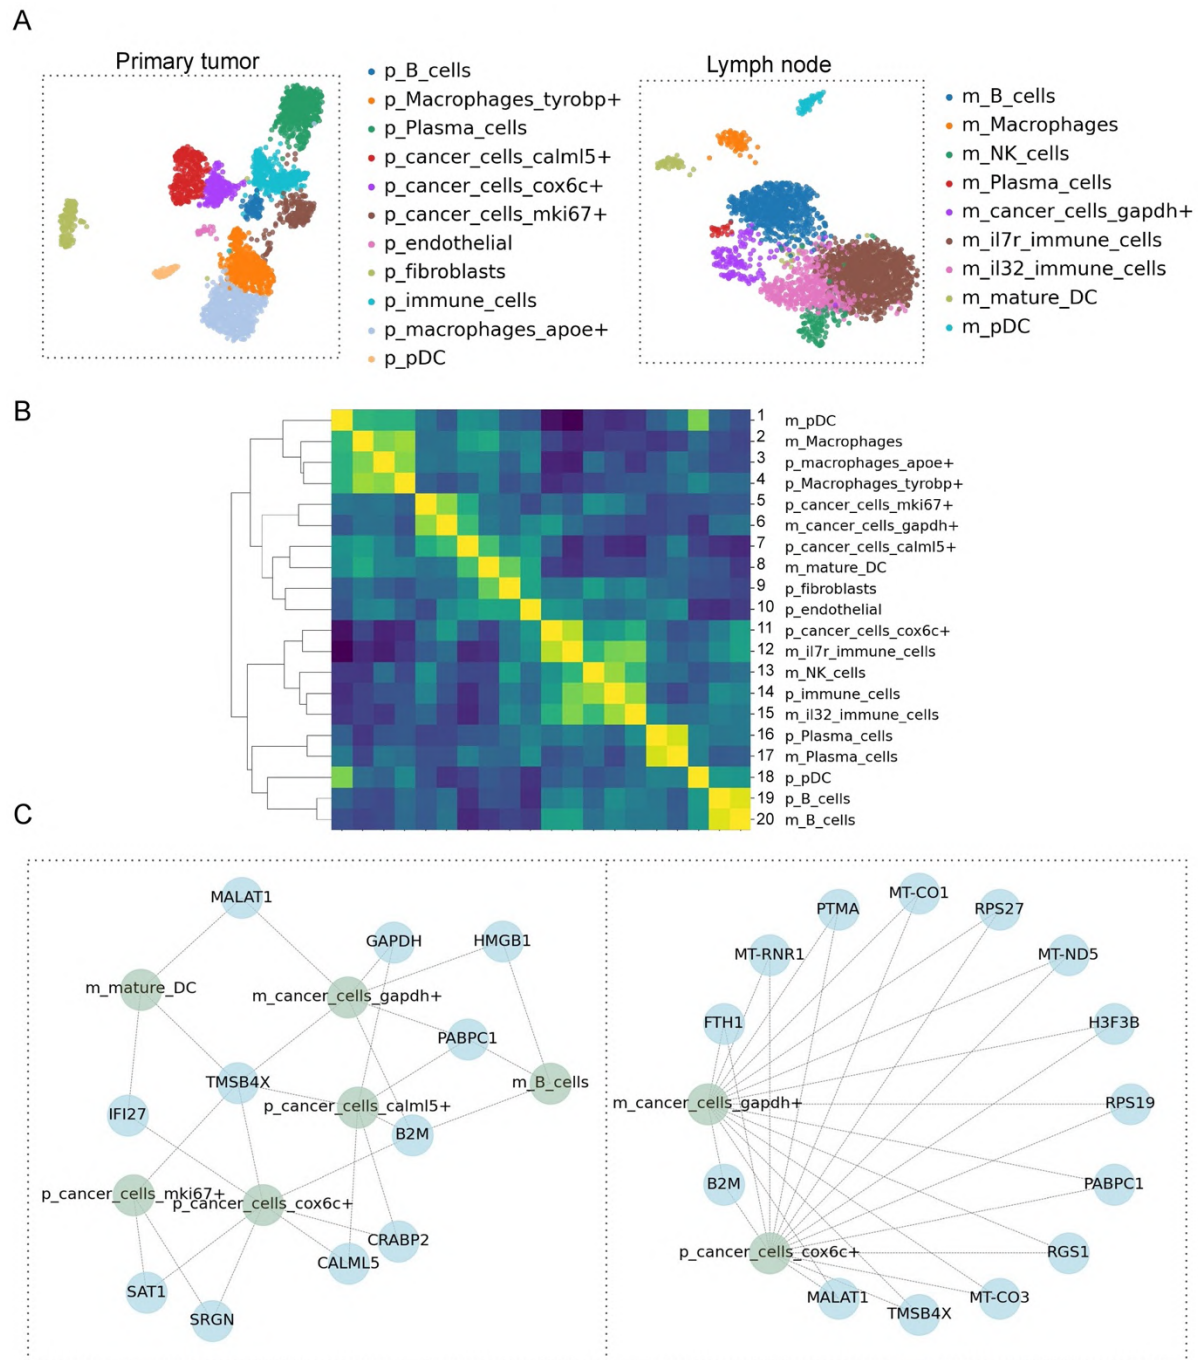 A
Primary tumor
p_B_cells
p_Macrophages_tyrobp+
p_Plasma_cells
p_cancer_cells_calml5+
p_cancer_cells_cox6c+
p_cancer_cells_mki67+
p_endothelial
p_fibroblasts
p_immune_cells
p_macrophages_apoe+
p_pDC
Lymph node
m_B_cells
m_Macrophages
m_NK_cells
m_Plasma_cells
m_cancer_cells_gapdh+
m_il7r_immune_cells
m_il32_immune_cells
m_mature_DC
m_pDC
B
1 m_pDC
2 m_Macrophages
3 p_macrophages_apoe+
4 p_Macrophages_tyrobp+
5 p_cancer_cells_mki67+
6 m_cancer_cells_gapdh+
7 p_cancer_cells_calml5+
8 m_mature_DC
9 p_fibroblasts
10 p_endothelial
11 p_cancer_cells_cox6c+
12 m_il7r_immune_cells
13 m_NK_cells
14 p_immune_cells
15 m_il32_immune_cells
16 p_Plasma_cells
17 m_Plasma_cells
18 p_pDC
19 p_B_cells
20 m_B_cells
C
MALAT1
GAPDH
HMGB1
m_mature_DC
m_cancer_cells_gapdh+
PABPC1
TMSB4X
m_B_cells
p_cancer_cells_calml5+
IFI27
B2M
p_cancer_cells_mki67+
p_cancer_cells_cox6c+
CRABP2
CALML5
SAT1
SRGN
MT-CO1
PTMA
RPS27
MT-RNR1
MT-ND5
FTH1
H3F3B
m_cancer_cells_gapdh+
RPS19
B2M
PABPC1
p_cancer_cells_cox6c+
RGS1
MALAT1
MT-CO3
TMSB4X